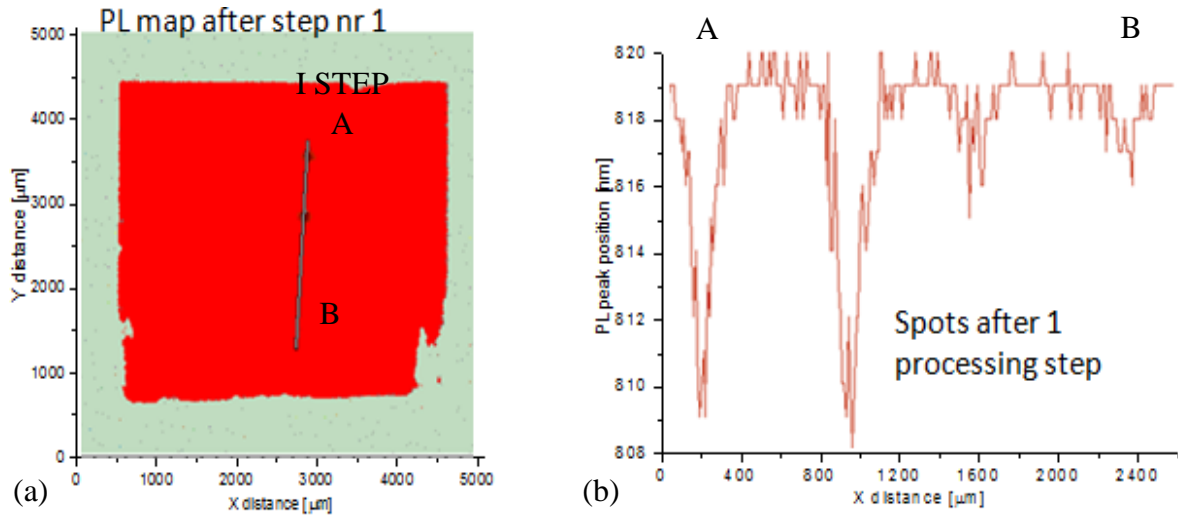 PL map after step nr 1
5000
4000
3000
2000
1000
0
Y distance [µm]
I STEP
A
B
0 1000 2000 3000 4000 5000
X distance [µm]
(a)
A B
820
818
816
814
812
810
808
PL peak position [nm]
Spots after 1
processing step
0 400 800 1200 1600 2000 2400
X distance [µm]
(b)